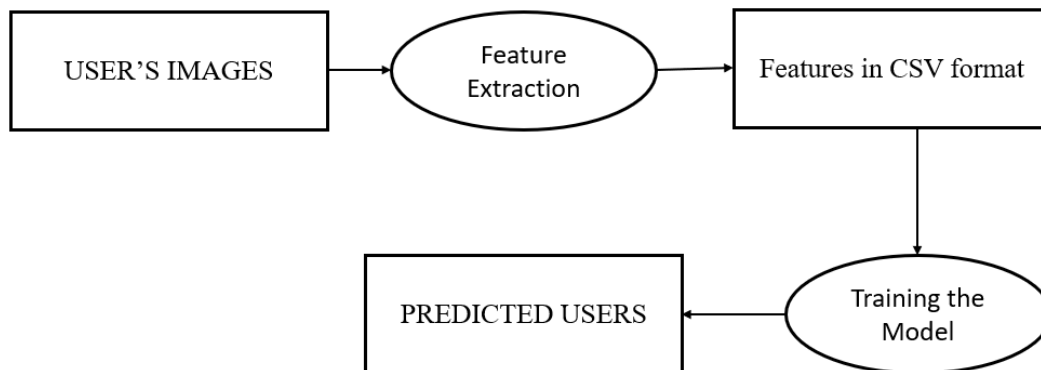 USER’S IMAGES
Feature
Extraction
Features in CSV format
Training the
Model
PREDICTED USERS